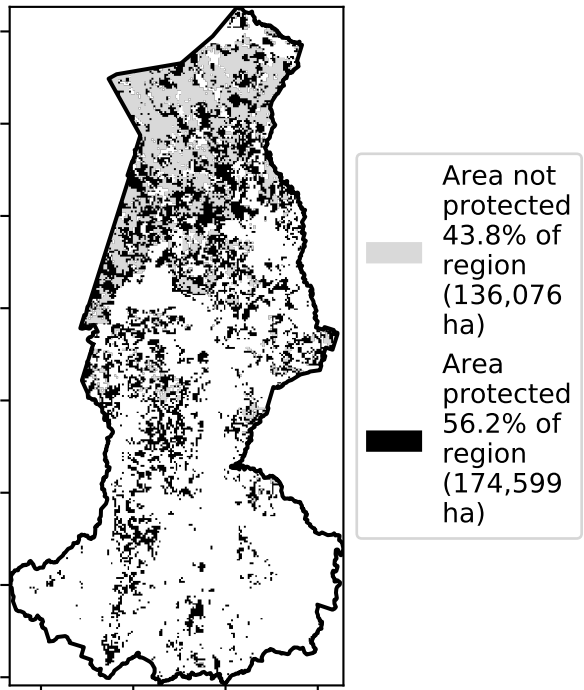 Area not
protected
43.8% of
region
(136,076
ha)
Area
protected
56.2% of
region
(174,599
ha)